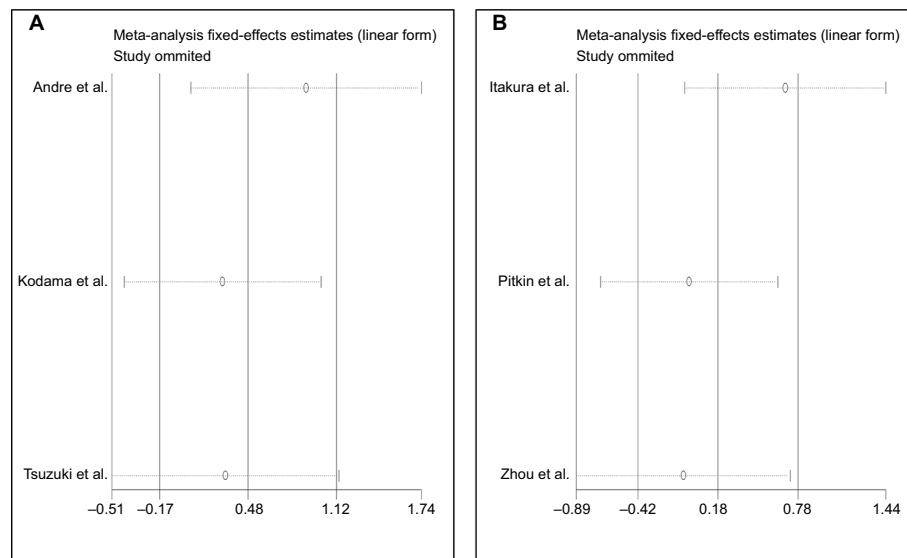 A
Meta-analysis fixed-effects estimates (linear form)
Study ommited
Andre et al.
Kodama et al.
Tsuzuki et al.
–0.51 –0.17 0.48 1.12 1.74
B
Meta-analysis fixed-effects estimates (linear form)
Study ommited
Itakura et al.
Pitkin et al.
Zhou et al.
–0.89 –0.42 0.18 0.78 1.44